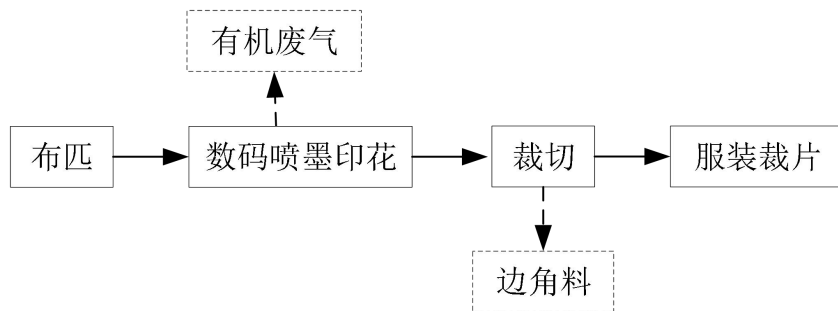 有机废气
布匹
数码喷墨印花
裁切
服装裁片
边角料